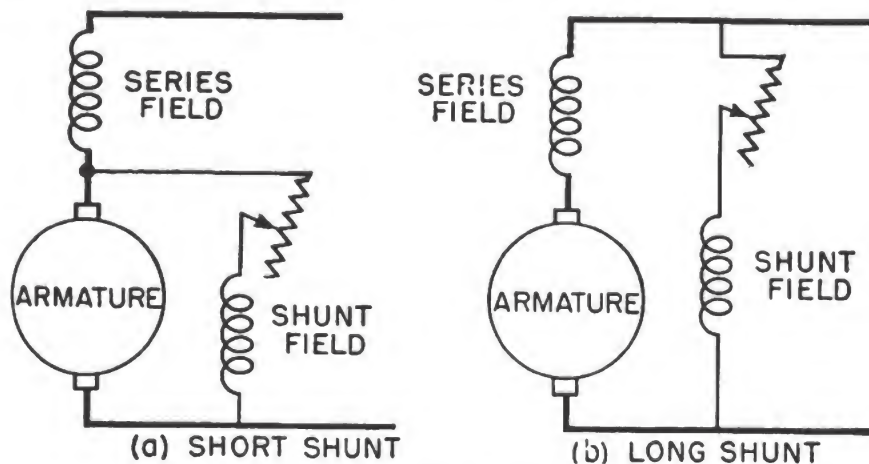 SERIES
FIELD
ARMATURE
SHUNT
FIELD
(a) SHORT SHUNT
SERIES
FIELD
ARMATURE
SHUNT
FIELD
(b) LONG SHUNT